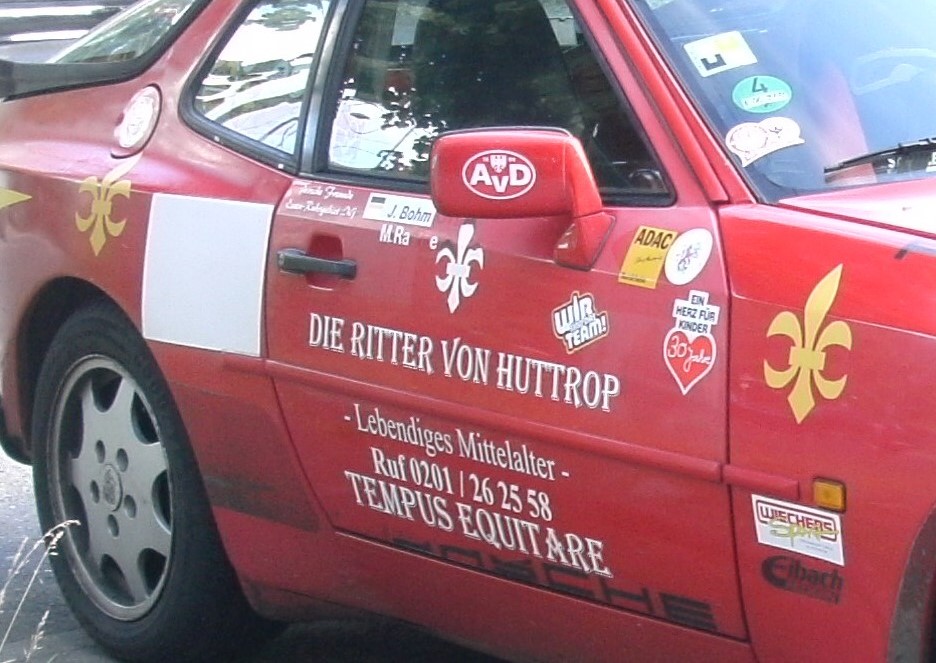 4
AvD
J. Bohm
M.Ra e
ADAC
WIR
TEAM!
EIN
HERZ FÜR
KINDER
30 Jahre
DIE RITTER VON HUTTROP
- Lebendiges Mittelalter -
Ruf 0201 | 26 25 58
TEMPUS EQUITARE
WIECHERS
Sport
Eibach